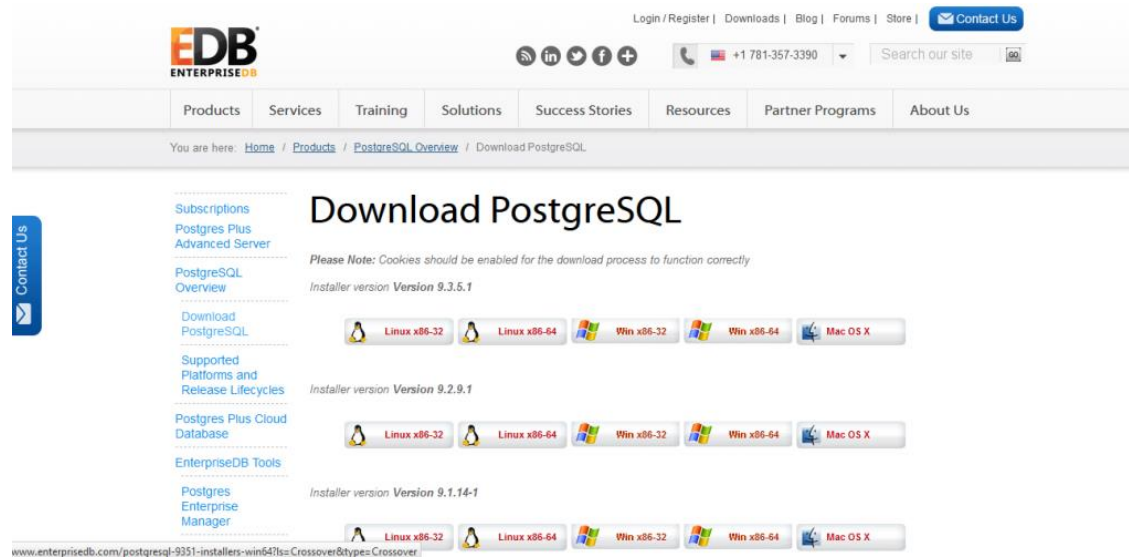 Login / Register | Downloads | Blog | Forums | Store | Contact Us
EDB
ENTERPRISEDB
+1 781-357-3390
Search our site
GO
Products Services Training Solutions Success Stories Resources Partner Programs About Us
You are here: Home / Products / PostgreSQL Overview / Download PostgreSQL
Contact Us
Subscriptions
Postgres Plus
Advanced Server
PostgreSQL
Overview
Download
PostgreSQL
Supported
Platforms and
Release Lifecycles
Postgres Plus Cloud
Database
EnterpriseDB Tools
Postgres
Enterprise
Manager
Download PostgreSQL
Please Note: Cookies should be enabled for the download process to function correctly
Installer version Version 9.3.5.1
Linux x86-32 Linux x86-64 Win x86-32 Win x86-64 Mac OS X
Installer version Version 9.2.9.1
Linux x86-32 Linux x86-64 Win x86-32 Win x86-64 Mac OS X
Installer version Version 9.1.14-1
Linux x86-32 Linux x86-64 Win x86-32 Win x86-64 Mac OS X
www.enterprisedb.com/postgresql-9351-installers-win64?ls=Crossover&type=Crossover